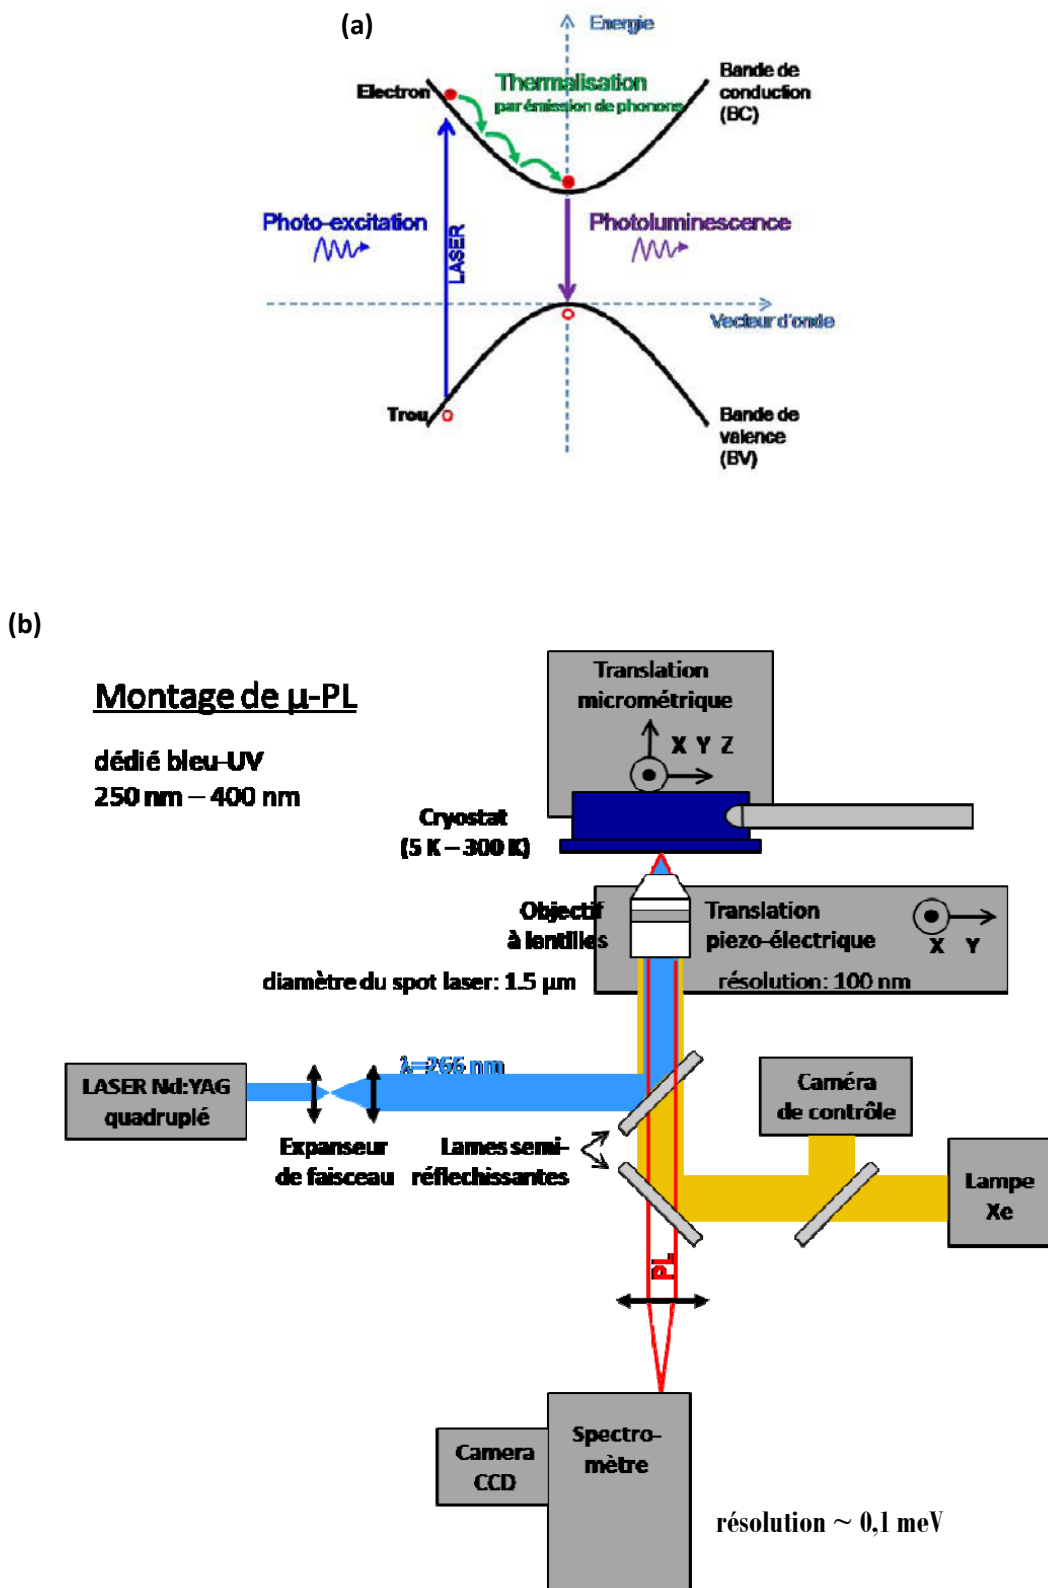 (a)
Energie
Electron
Thermalisation
par émission de phonons
Bande de
conduction
(BC)
Photo-excitation
LASER
Photoluminescence
Vecteur d'onde
Trou
Bande de
valence
(BV)
(b)
Montage de µ-PL
dédié bleu-UV
250 nm – 400 nm
Translation
micrométrique
X Y Z
Cryostat
(5 K – 300 K)
Objectif
à lentilles
Translation
piezo-électrique
X Y
diamètre du spot laser: 1.5 µm
résolution: 100 nm
λ=266 nm
LASER Nd:YAG
quadruplé
Expanseur
de faisceau
Lames semi-
réflechissantes
Caméra
de contrôle
Lampe
Xe
PL
Spectro-
mètre
Camera
CCD
résolution ~ 0,1 meV